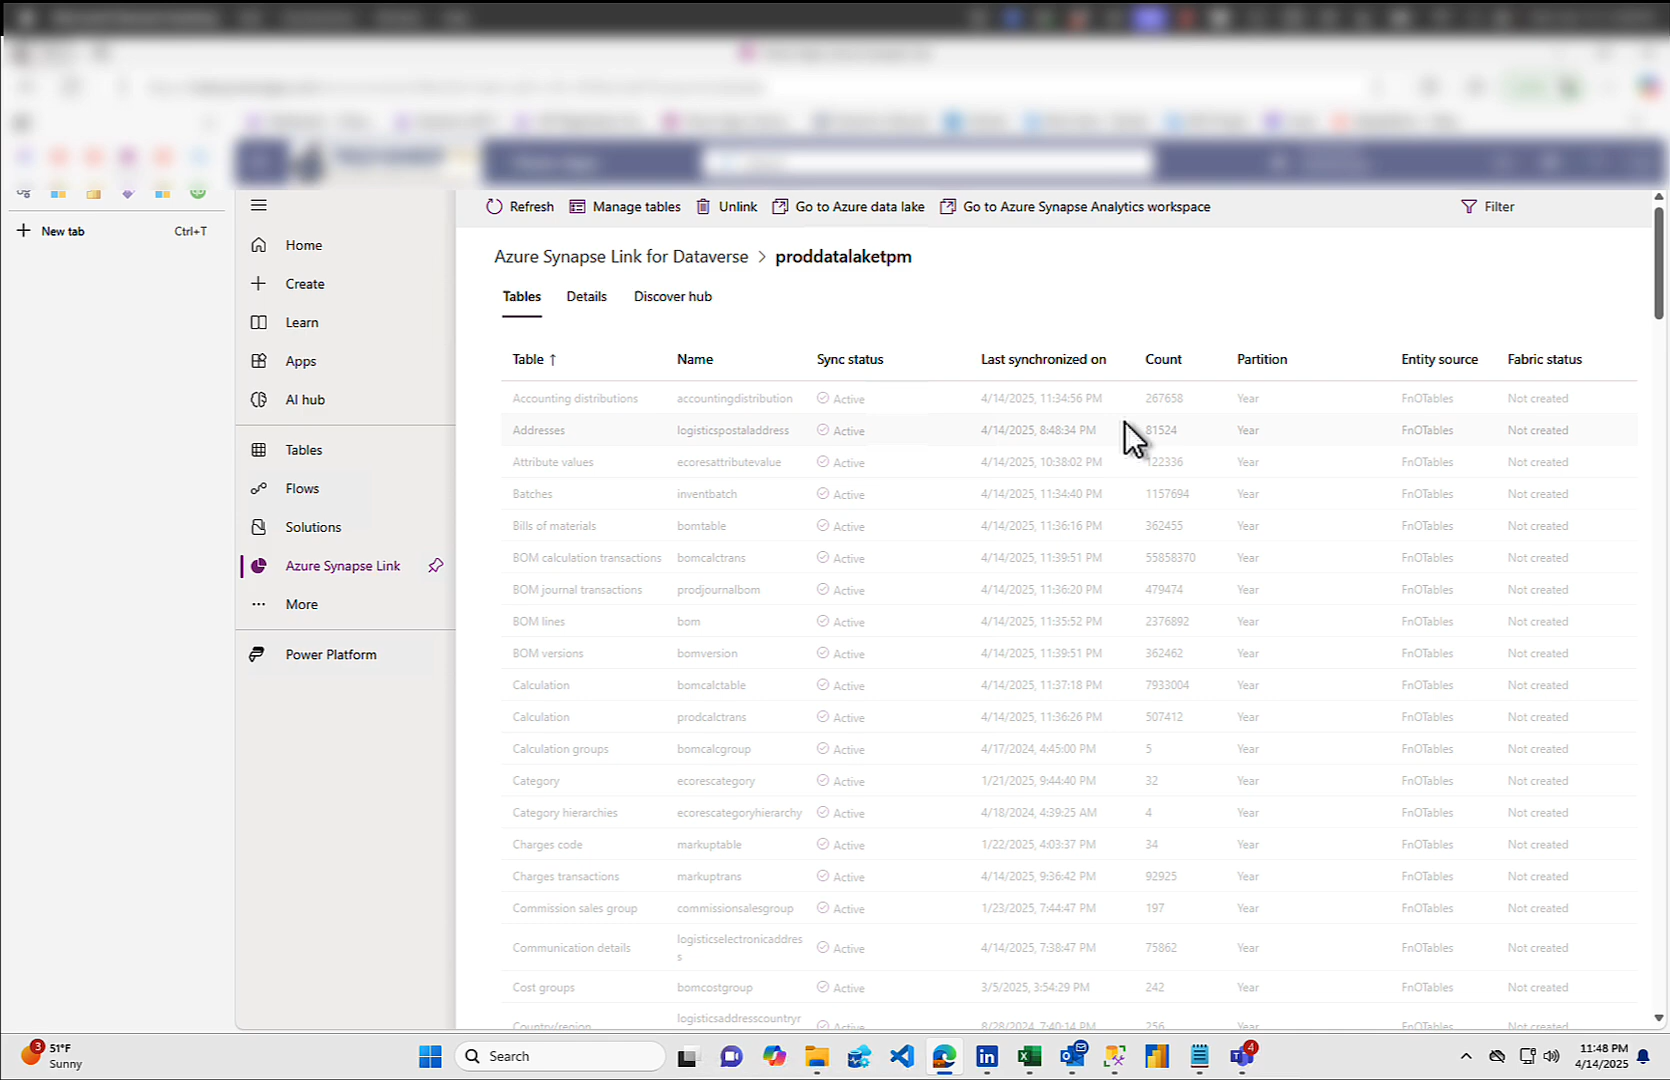 Refresh Manage tables Unlink Go to Azure data lake Go to Azure Synapse Analytics workspace Filter
New tab Ctrl+T
Home
Create
Learn
Apps
AI hub
Tables
Flows
Solutions
Azure Synapse Link
More
Power Platform
Azure Synapse Link for Dataverse > proddatalaketpm
Tables Details Discover hub
Table ↑ Name Sync status Last synchronized on Count Partition Entity source Fabric status
Accounting distributions accountingdistribution Active 4/14/2025, 11:34:56 PM 267658 Year FnOTables Not created
Addresses logisticspostaladdress Active 4/14/2025, 8:48:34 PM 81524 Year FnOTables Not created
Attribute values ecoresattributevalue Active 4/14/2025, 10:38:02 PM 122336 Year FnOTables Not created
Batches inventbatch Active 4/14/2025, 11:34:40 PM 1157694 Year FnOTables Not created
Bills of materials bomtable Active 4/14/2025, 11:36:16 PM 362455 Year FnOTables Not created
BOM calculation transactions bomcalctrans Active 4/14/2025, 11:39:51 PM 55858370 Year FnOTables Not created
BOM journal transactions prodjournalbom Active 4/14/2025, 11:36:20 PM 479474 Year FnOTables Not created
BOM lines bom Active 4/14/2025, 11:35:52 PM 2376892 Year FnOTables Not created
BOM versions bomversion Active 4/14/2025, 11:39:51 PM 362462 Year FnOTables Not created
Calculation bomcalctable Active 4/14/2025, 11:37:18 PM 7933004 Year FnOTables Not created
Calculation prodcalctrans Active 4/14/2025, 11:36:26 PM 507412 Year FnOTables Not created
Calculation groups bomcalcgroup Active 4/17/2024, 4:45:00 PM 5 Year FnOTables Not created
Category ecorescategory Active 1/21/2025, 9:44:40 PM 32 Year FnOTables Not created
Category hierarchies ecorescategoryhierarchy Active 4/18/2024, 4:39:25 AM 4 Year FnOTables Not created
Charges code markuptable Active 1/22/2025, 4:03:37 PM 34 Year FnOTables Not created
Charges transactions markuptrans Active 4/14/2025, 9:36:42 PM 92925 Year FnOTables Not created
Commission sales group commissionsalesgroup Active 1/23/2025, 7:44:47 PM 197 Year FnOTables Not created
Communication details logisticselectronicaddres
s Active 4/14/2025, 7:38:47 PM 75862 Year FnOTables Not created
Cost groups bomcostgroup Active 3/5/2025, 3:54:29 PM 242 Year FnOTables Not created
Country/region logisticsaddresscountryr Active 8/28/2024, 7:40:14 PM 256 Year FnOTables Not created
3 51°F
Sunny
Search
4
11:48 PM
4/14/2025